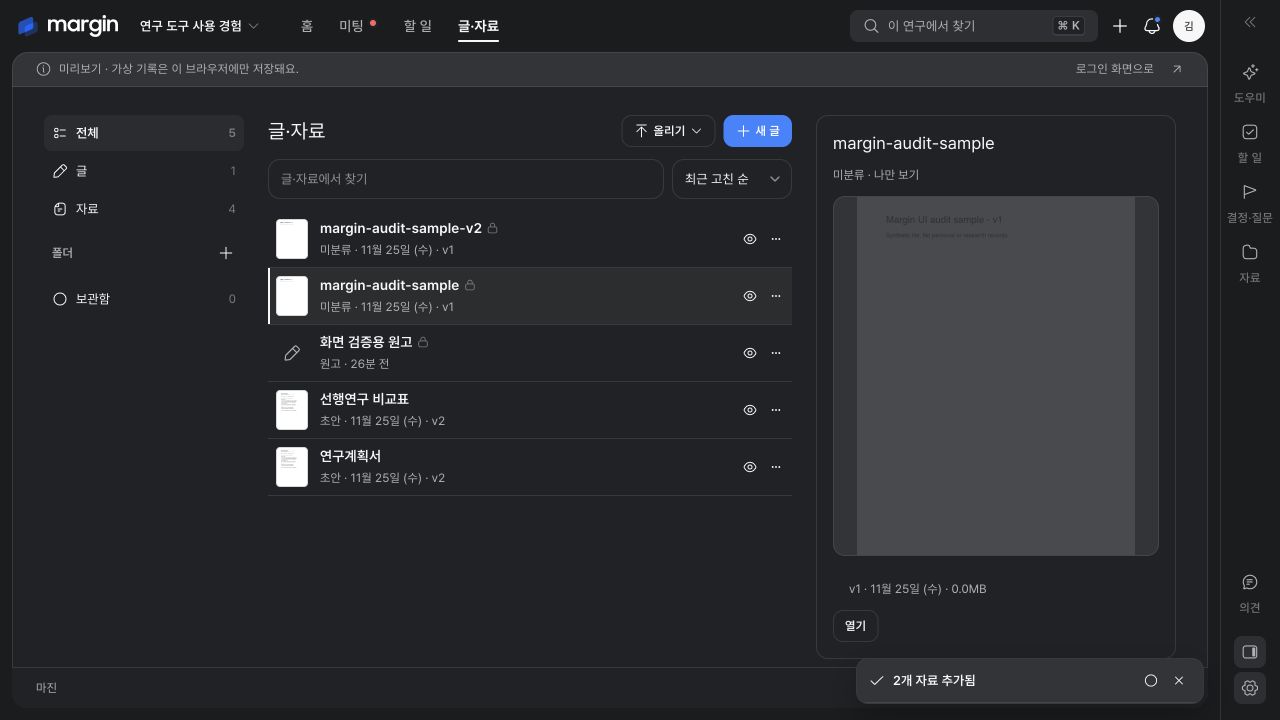 margin
연구 도구 사용 경험
홈
미팅
할 일
글·자료
이 연구에서 찾기
⌘ K
김
미리보기 · 가상 기록은 이 브라우저에만 저장돼요.
로그인 화면으로
전체
5
글
1
자료
4
폴더
보관함
0
글·자료
올리기
새 글
글·자료에서 찾기
최근 고친 순
margin-audit-sample-v2
미분류 · 11월 25일 (수) · v1
margin-audit-sample
미분류 · 11월 25일 (수) · v1
화면 검증용 원고
원고 · 26분 전
선행연구 비교표
초안 · 11월 25일 (수) · v2
연구계획서
초안 · 11월 25일 (수) · v2
margin-audit-sample
미분류 · 나만 보기
Margin UI audit sample - v1
Synthetic file. No personal or research records.
v1 · 11월 25일 (수) · 0.0MB
열기
도우미
할 일
결정·질문
자료
의견
마진
2개 자료 추가됨